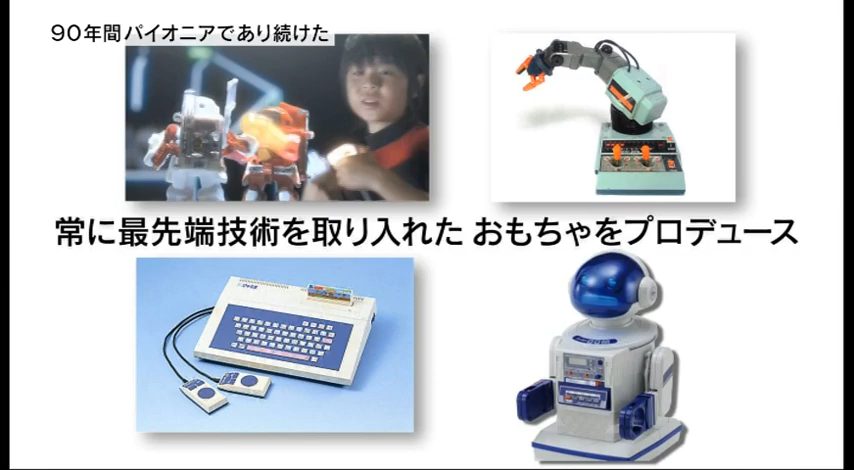 90年間パイオニアであり続けた
常に最先端技術を取り入れた おもちゃをプロデュース